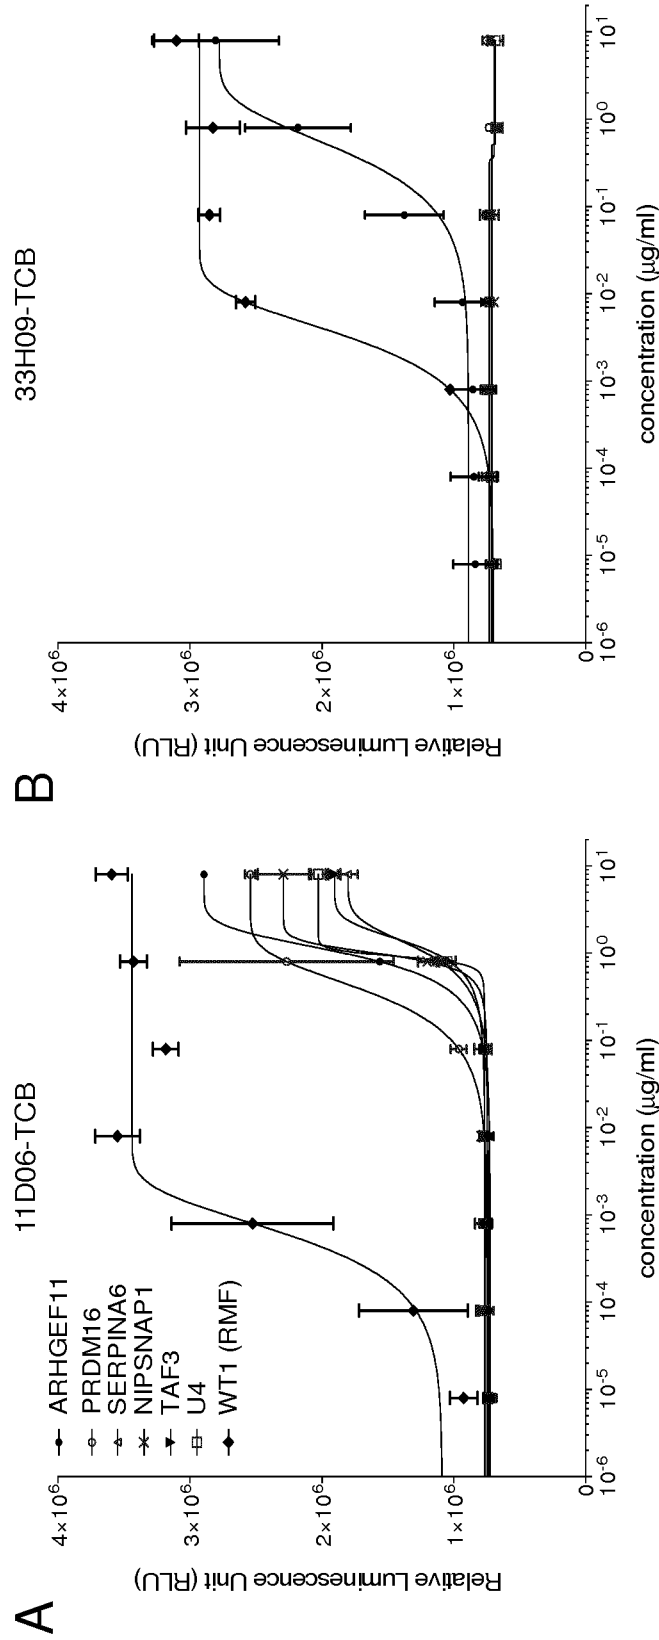 A
11D06-TCB
ARHGEF11
PRDM16
SERPINA6
NIPSNAP1
TAF3
U4
WT1 (RMF)
Relative Luminescence Unit (RLU)
4×10⁶
3×10⁶
2×10⁶
1×10⁶
0
10⁻⁶ 10⁻⁵ 10⁻⁴ 10⁻³ 10⁻² 10⁻¹ 10⁰ 10¹
concentration (µg/ml)
B
33H09-TCB
Relative Luminescence Unit (RLU)
4×10⁶
3×10⁶
2×10⁶
1×10⁶
0
10⁻⁶ 10⁻⁵ 10⁻⁴ 10⁻³ 10⁻² 10⁻¹ 10⁰ 10¹
concentration (µg/ml)